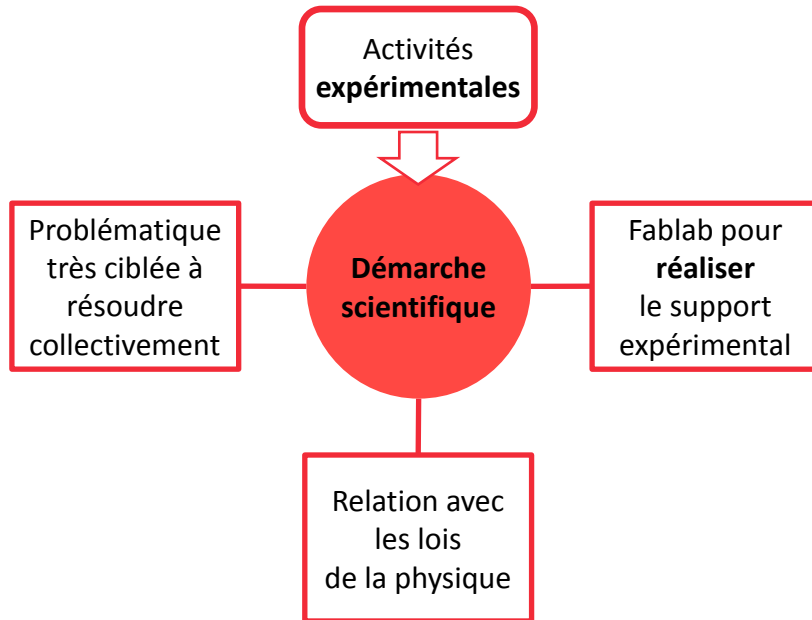 Activités
expérimentales
Problématique
très ciblée à
résoudre
collectivement
Démarche
scientifique
Fablab pour
réaliser
le support
expérimental
Relation avec
les lois
de la physique